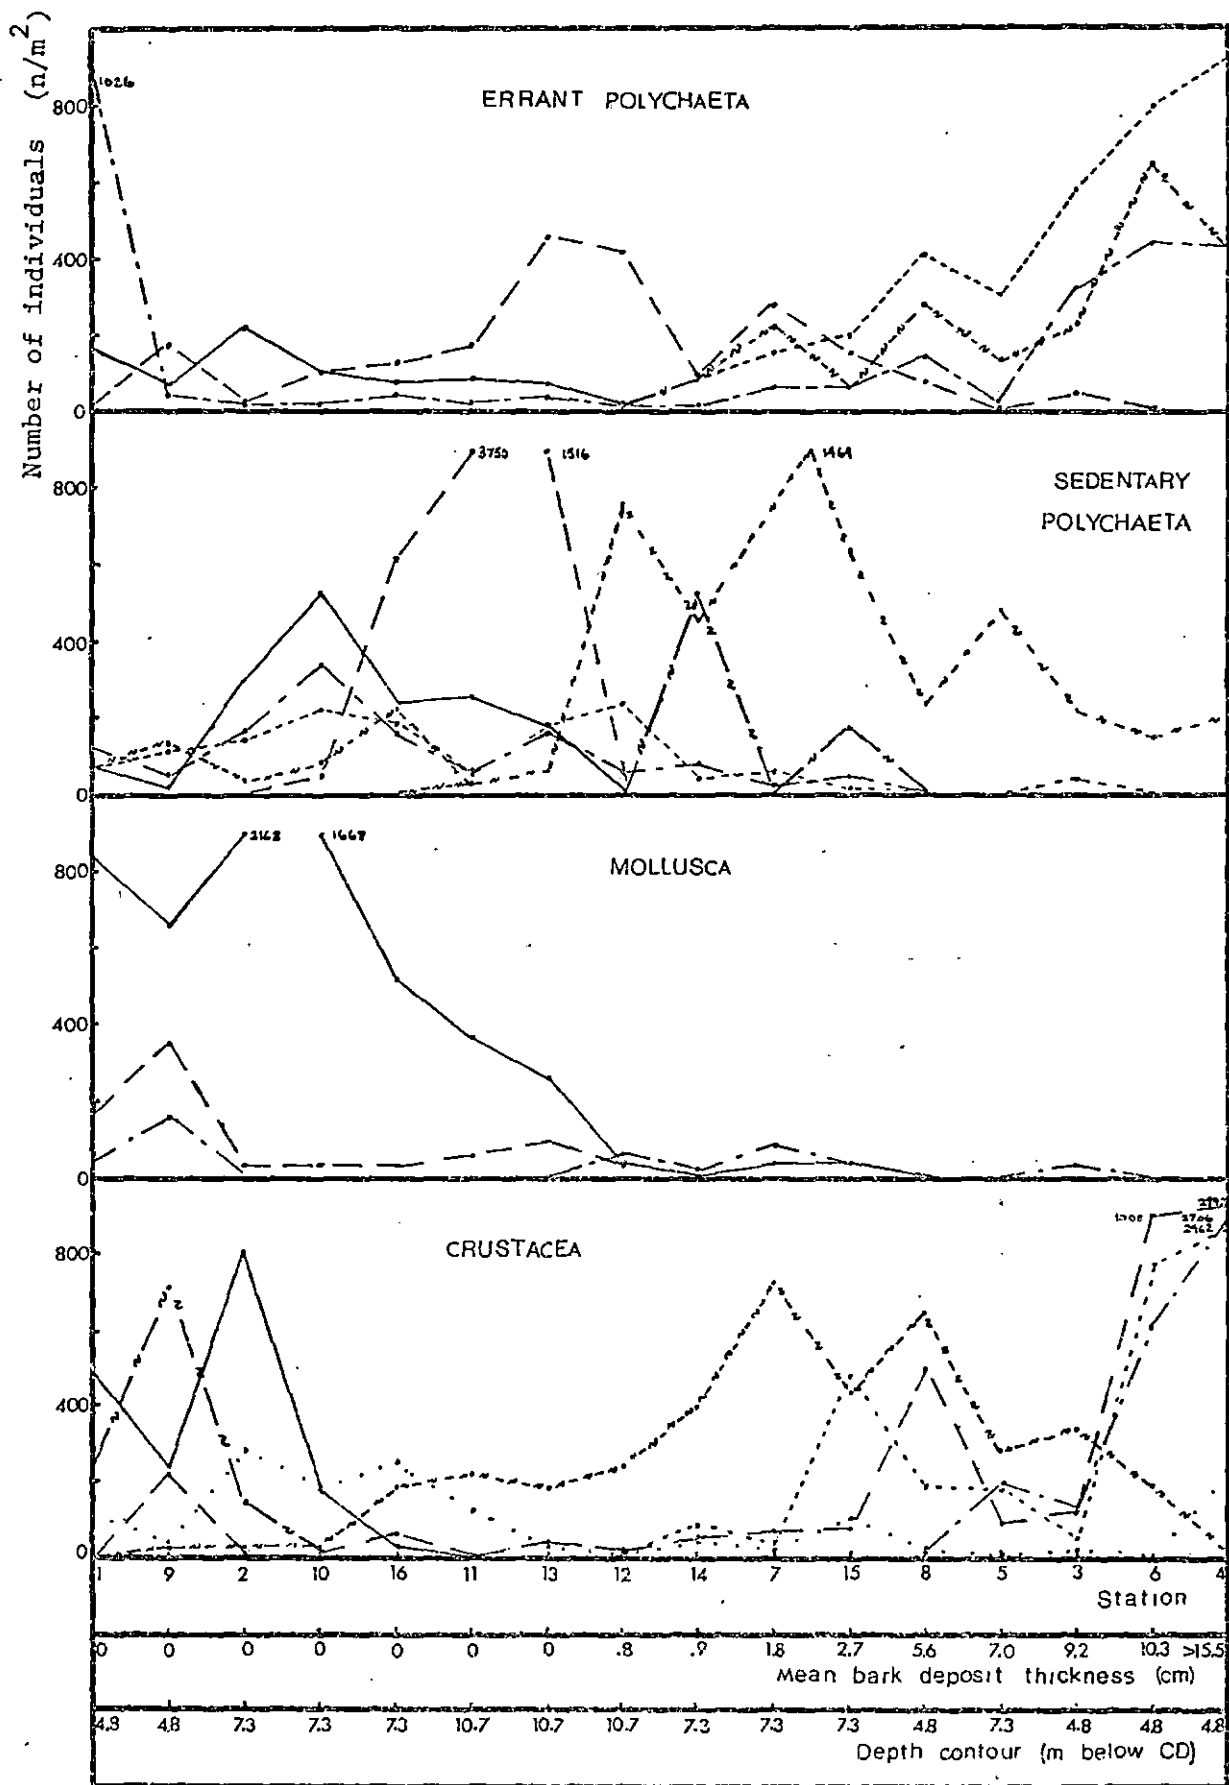 Number of individuals (n/m2)
1026
800
ERRANT POLYCHAETA
400
0
3750
1516
1464
800
SEDENTARY
POLYCHAETA
400
0
2168
1667
800
MOLLUSCA
400
0
2706
2462
800
CRUSTACEA
400
0
1 9 2 10 16 11 13 12 14 7 15 8 5 3 6 4
Station
0 0 0 0 0 0 0 .8 .9 1.8 2.7 5.6 7.0 9.2 10.3 >15.5
Mean bark deposit thickness (cm)
4.8 4.8 7.3 7.3 7.3 10.7 10.7 10.7 7.3 7.3 7.3 4.8 7.3 4.8 4.8 4.8
Depth contour (m below CD)